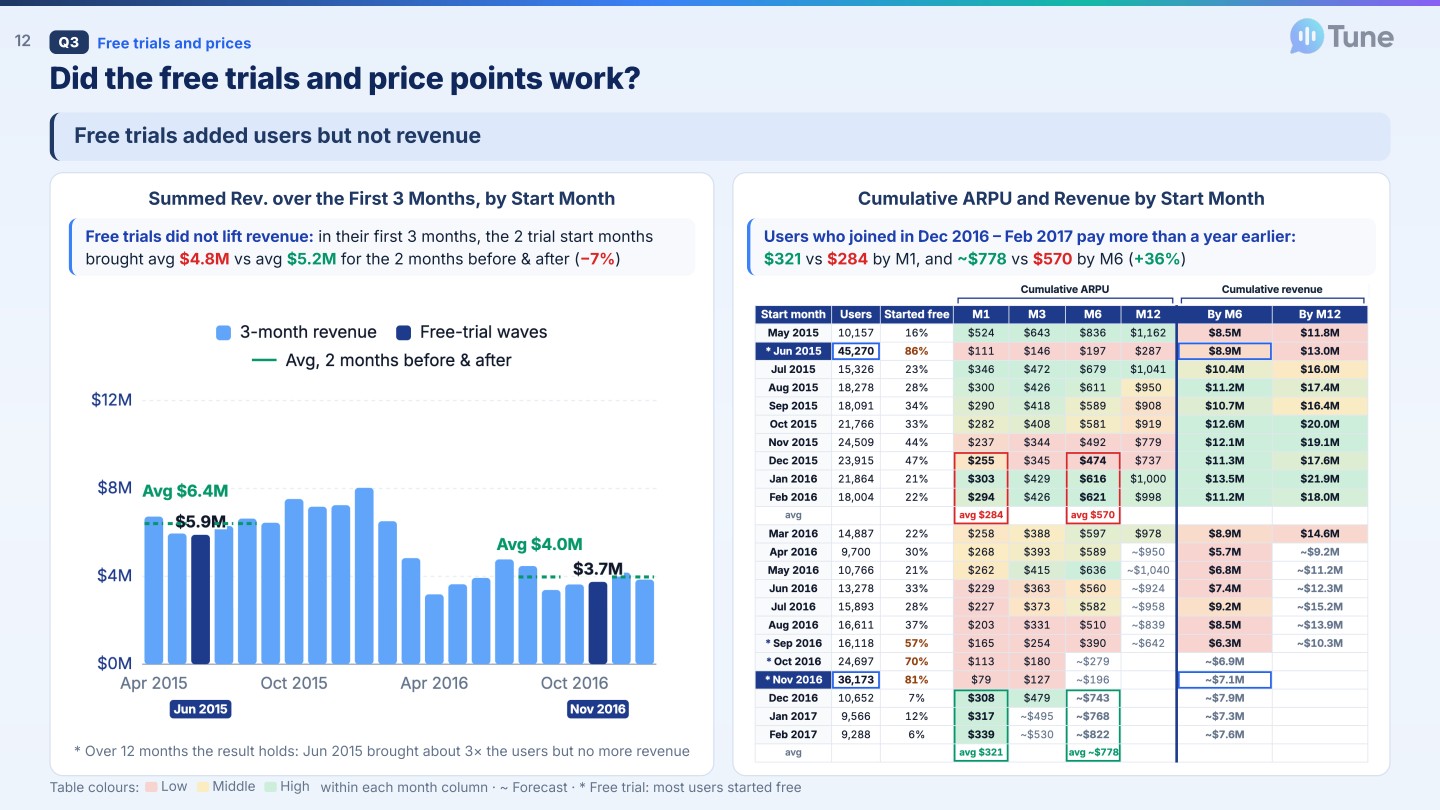 12 Q3 Free trials and prices
Tune
Did the free trials and price points work?
Free trials added users but not revenue
Summed Rev. over the First 3 Months, by Start Month
Free trials did not lift revenue: in their first 3 months, the 2 trial start months
brought avg $4.8M vs avg $5.2M for the 2 months before & after (−7%)
3-month revenue Free-trial waves
Avg, 2 months before & after
$12M
$8M
$4M
$0M
Avg $6.4M
$5.9M
Avg $4.0M
$3.7M
Apr 2015 Oct 2015 Apr 2016 Oct 2016
Jun 2015 Nov 2016
* Over 12 months the result holds: Jun 2015 brought about 3× the users but no more revenue
Cumulative ARPU and Revenue by Start Month
Users who joined in Dec 2016 – Feb 2017 pay more than a year earlier:
$321 vs $284 by M1, and ~$778 vs $570 by M6 (+36%)
Cumulative ARPU Cumulative revenue
Start month Users Started free M1 M3 M6 M12 By M6 By M12
May 2015 10,157 16% $524 $643 $836 $1,162 $8.5M $11.8M
* Jun 2015 45,270 86% $111 $146 $197 $287 $8.9M $13.0M
Jul 2015 15,326 23% $346 $472 $679 $1,041 $10.4M $16.0M
Aug 2015 18,278 28% $300 $426 $611 $950 $11.2M $17.4M
Sep 2015 18,091 34% $290 $418 $589 $908 $10.7M $16.4M
Oct 2015 21,766 33% $282 $408 $581 $919 $12.6M $20.0M
Nov 2015 24,509 44% $237 $344 $492 $779 $12.1M $19.1M
Dec 2015 23,915 47% $255 $345 $474 $737 $11.3M $17.6M
Jan 2016 21,864 21% $303 $429 $616 $1,000 $13.5M $21.9M
Feb 2016 18,004 22% $294 $426 $621 $998 $11.2M $18.0M
avg avg $284 avg $570
Mar 2016 14,887 22% $258 $388 $597 $978 $8.9M $14.6M
Apr 2016 9,700 30% $268 $393 $589 ~$950 $5.7M ~$9.2M
May 2016 10,766 21% $262 $415 $636 ~$1,040 $6.8M ~$11.2M
Jun 2016 13,278 33% $229 $363 $560 ~$924 $7.4M ~$12.3M
Jul 2016 15,893 28% $227 $373 $582 ~$958 $9.2M ~$15.2M
Aug 2016 16,611 37% $203 $331 $510 ~$839 $8.5M ~$13.9M
* Sep 2016 16,118 57% $165 $254 $390 ~$642 $6.3M ~$10.3M
* Oct 2016 24,697 70% $113 $180 ~$279 ~$6.9M
* Nov 2016 36,173 81% $79 $127 ~$196 ~$7.1M
Dec 2016 10,652 7% $308 $479 ~$743 ~$7.9M
Jan 2017 9,566 12% $317 ~$495 ~$768 ~$7.3M
Feb 2017 9,288 6% $339 ~$530 ~$822 ~$7.6M
avg avg $321 avg ~$778
Table colours: Low Middle High within each month column · ~ Forecast · * Free trial: most users started free